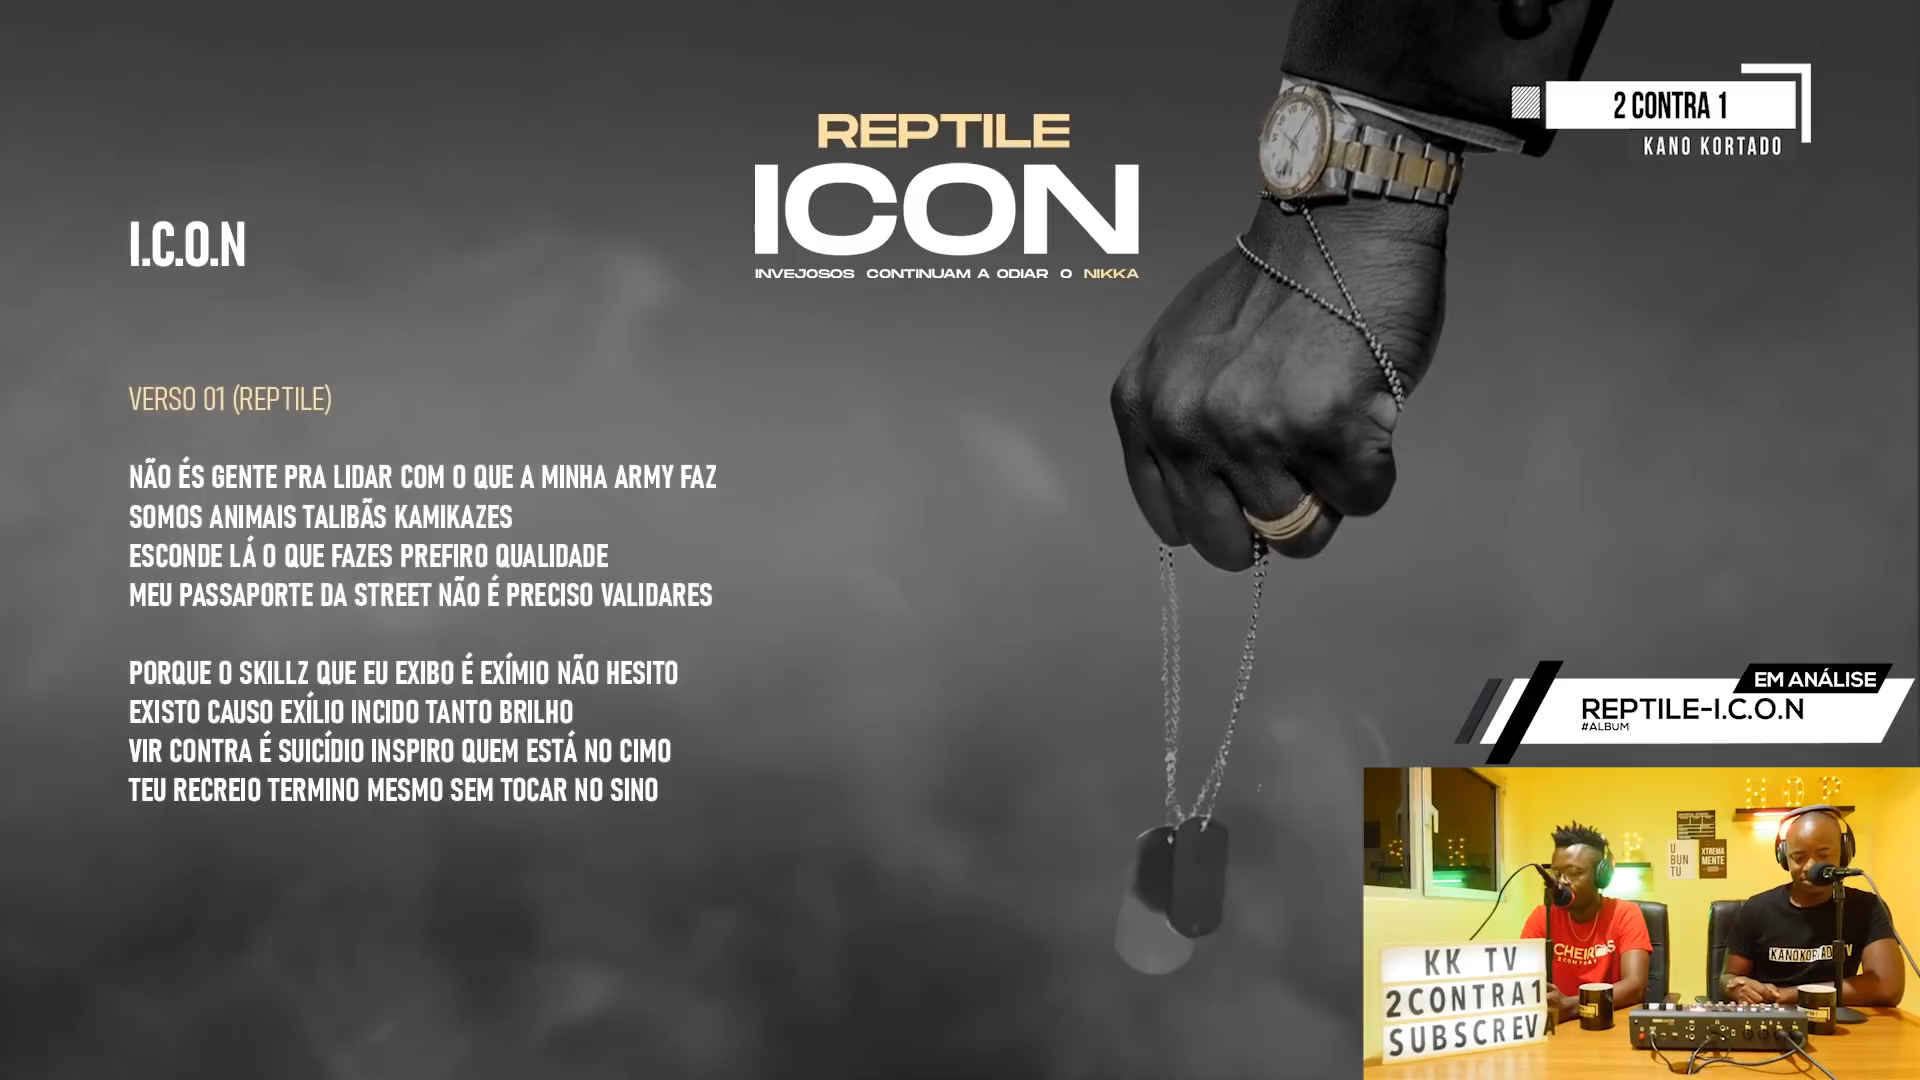 REPTILE
ICON
INVEJOSOS CONTINUAM A ODIAR O NIKKA
2 CONTRA 1
KANO KORTADO
I.C.O.N
VERSO 01 (REPTILE)
NÃO ÉS GENTE PRA LIDAR COM O QUE A MINHA ARMY FAZ
SOMOS ANIMAIS TALIBÃS KAMIKAZES
ESCONDE LÁ O QUE FAZES PREFIRO QUALIDADE
MEU PASSAPORTE DA STREET NÃO É PRECISO VALIDARES
PORQUE O SKILLZ QUE EU EXIBO É EXÍMIO NÃO HESITO
EXISTO CAUSO EXÍLIO INCIDO TANTO BRILHO
VIR CONTRA É SUICÍDIO INSPIRO QUEM ESTÁ NO CIMO
TEU RECREIO TERMINO MESMO SEM TOCAR NO SINO
EM ANÁLISE
REPTILE-I.C.O.N
#ALBUM
HOP
U
BUN
TU
XTREMA
MENTE
KK TV
2CONTRA1
SUBSCREVA